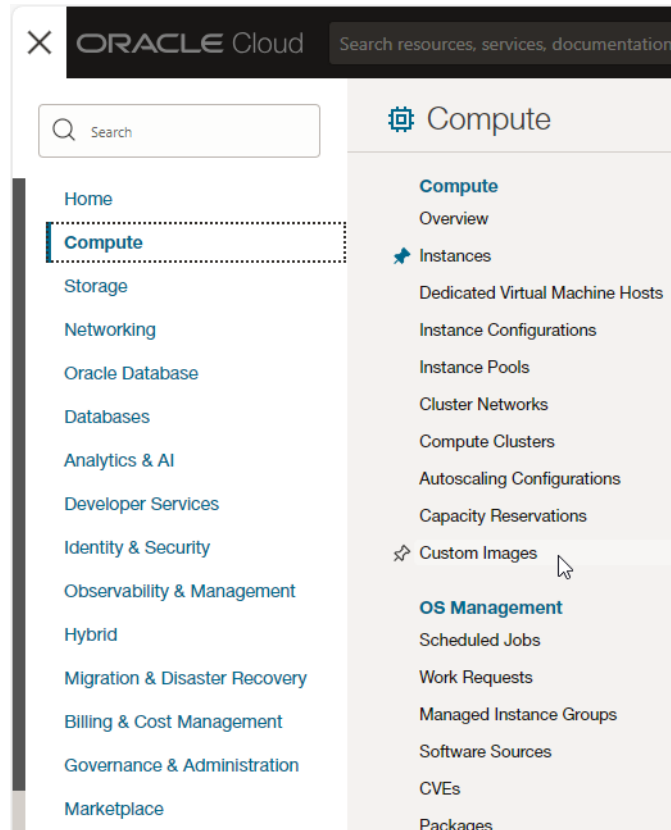 ORACLE Cloud
Search resources, services, documentation
Search
Home
Compute
Storage
Networking
Oracle Database
Databases
Analytics & AI
Developer Services
Identity & Security
Observability & Management
Hybrid
Migration & Disaster Recovery
Billing & Cost Management
Governance & Administration
Marketplace
Compute
Compute
Overview
Instances
Dedicated Virtual Machine Hosts
Instance Configurations
Instance Pools
Cluster Networks
Compute Clusters
Autoscaling Configurations
Capacity Reservations
Custom Images
OS Management
Scheduled Jobs
Work Requests
Managed Instance Groups
Software Sources
CVEs
Packages